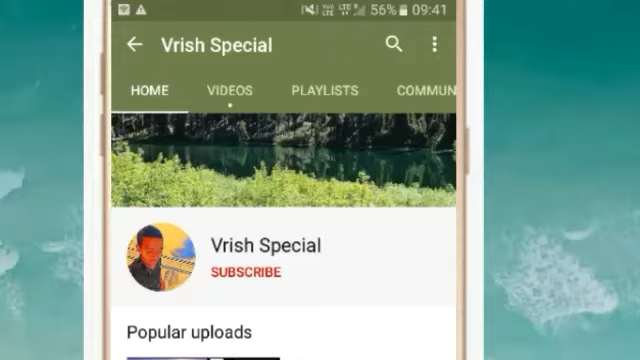 56% 09:41
Vrish Special
HOME VIDEOS PLAYLISTS COMMUN
Vrish Special
SUBSCRIBE
Popular uploads